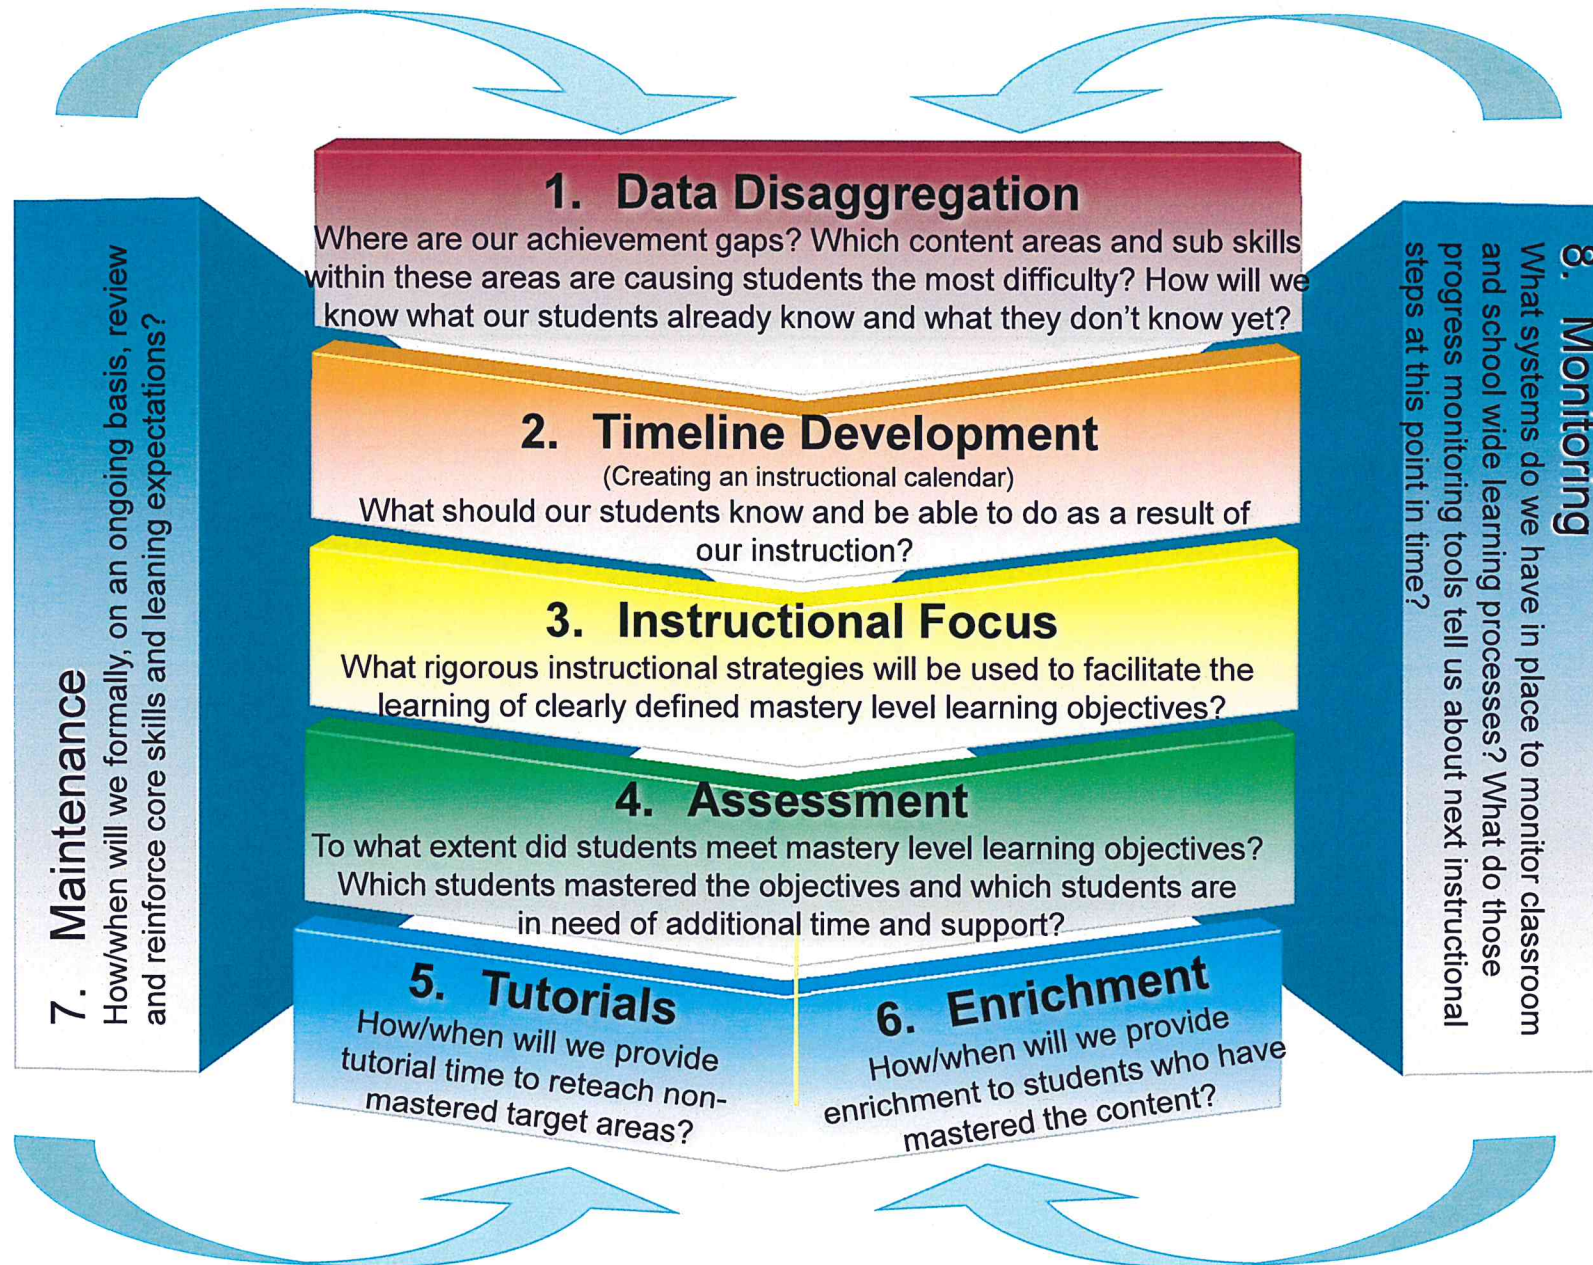 1. Data Disaggregation
Where are our achievement gaps? Which content areas and sub skills
within these areas are causing students the most difficulty? How will we
know what our students already know and what they don't know yet?
2. Timeline Development
(Creating an instructional calendar)
What should our students know and be able to do as a result of
our instruction?
3. Instructional Focus
What rigorous instructional strategies will be used to facilitate the
learning of clearly defined mastery level learning objectives?
4. Assessment
To what extent did students meet mastery level learning objectives?
Which students mastered the objectives and which students are
in need of additional time and support?
5. Tutorials
How/when will we provide
tutorial time to reteach non-
mastered target areas?
6. Enrichment
How/when will we provide
enrichment to students who have
mastered the content?
7. Maintenance
How/when will we formally, on an ongoing basis, review
and reinforce core skills and leaning expectations?
8. Monitoring
What systems do we have in place to monitor classroom
and school wide learning processes? What do those
progress monitoring tools tell us about next instructional
steps at this point in time?